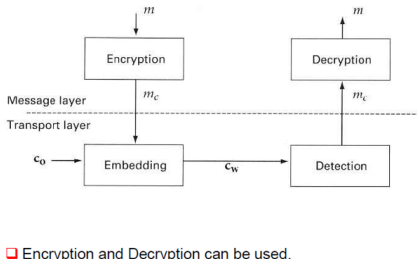 m m
Encryption Decryption
Message layer m_c m_c
Transport layer
c_o Embedding c_w Detection
Encryption and Decryption can be used.